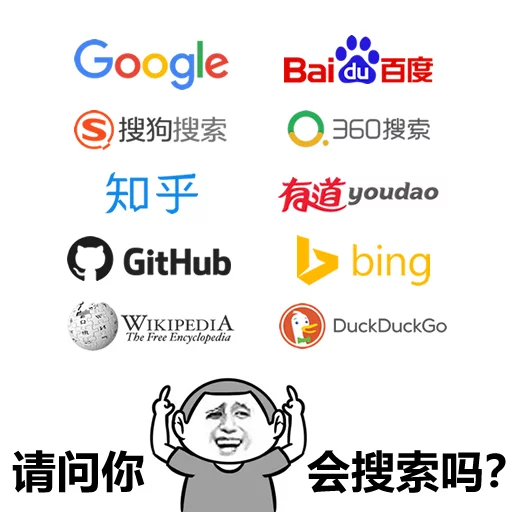 Google
Bai du 百度
S 搜狗搜索
360搜索
知乎
有道 youdao
GitHub
bing
WIKIPEDIA
The Free Encyclopedia
DuckDuckGo
请问你 会搜索吗?